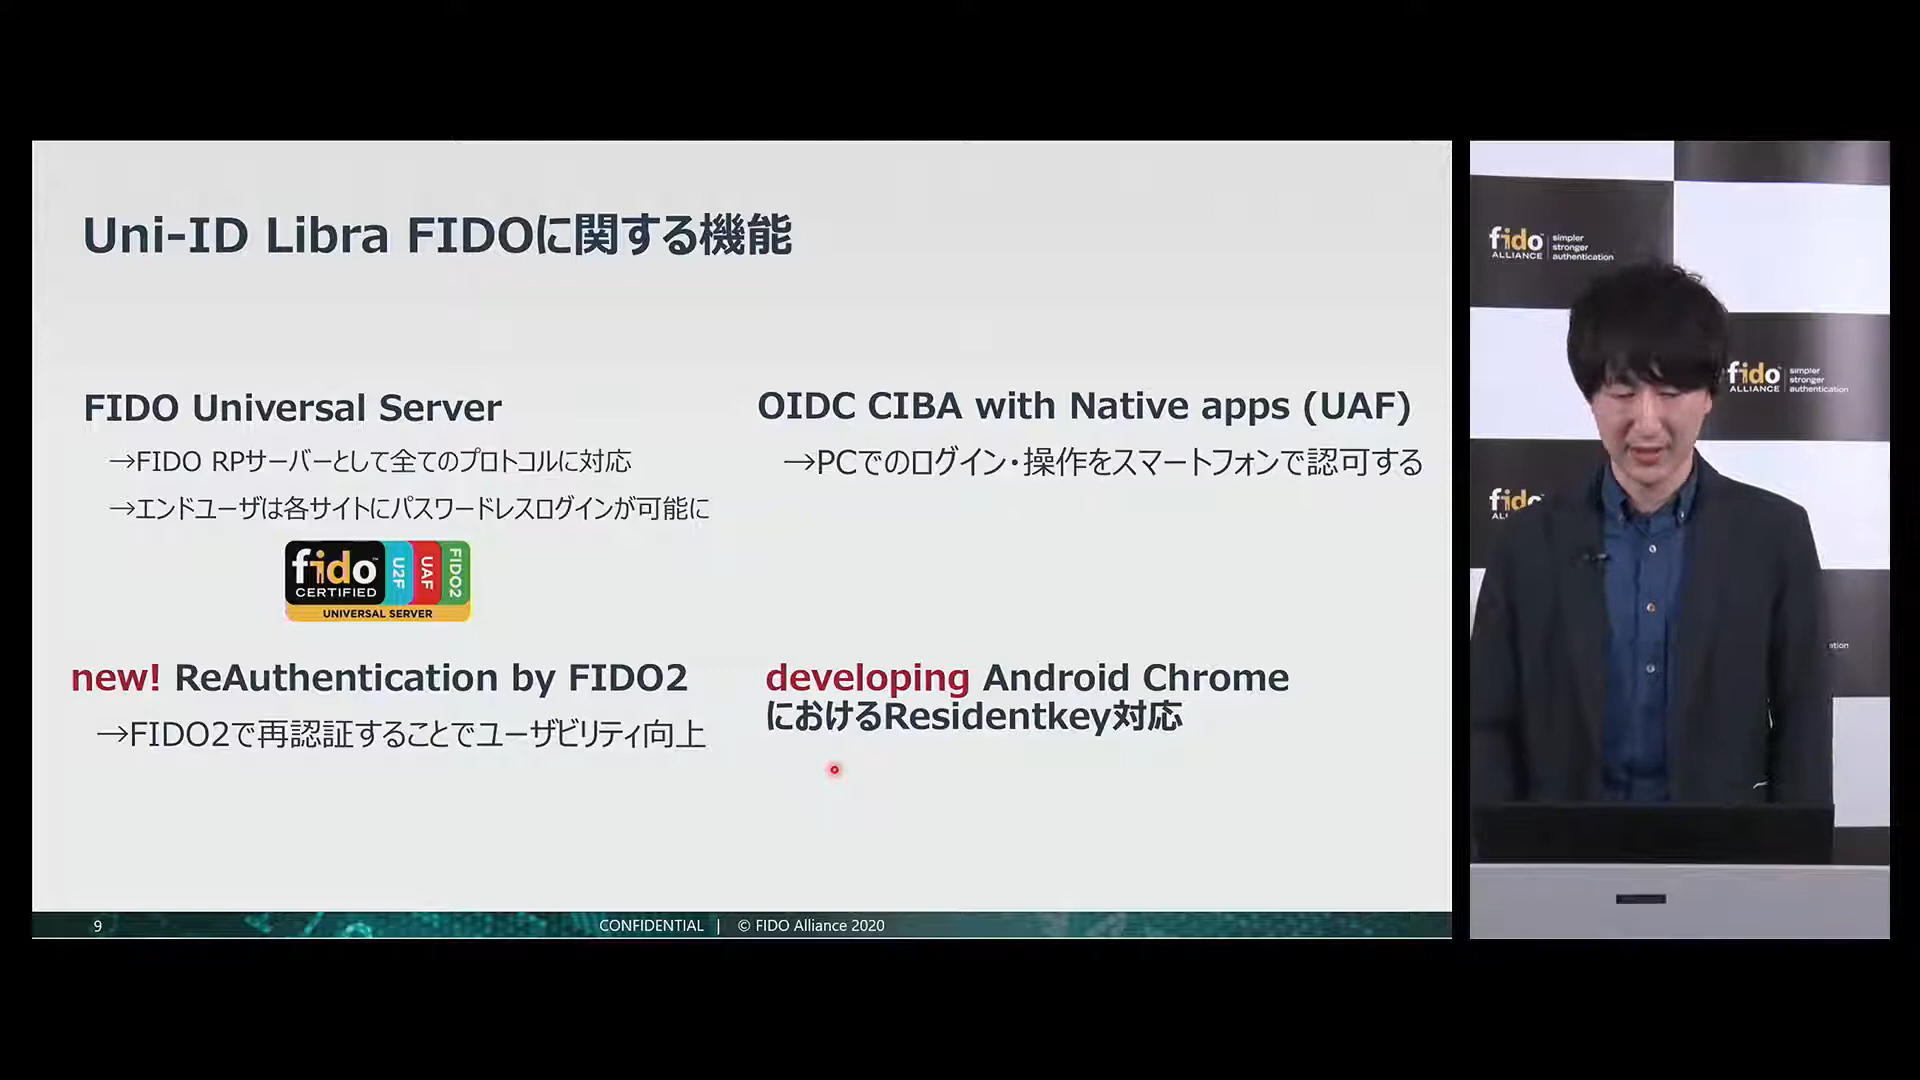 Uni-ID Libra FIDOに関する機能
FIDO Universal Server
→FIDO RPサーバーとして全てのプロトコルに対応
→エンドユーザは各サイトにパスワードレスログインが可能に
fido™
CERTIFIED
U2F
UAF
FIDO2
UNIVERSAL SERVER
OIDC CIBA with Native apps (UAF)
→PCでのログイン・操作をスマートフォンで認可する
new! ReAuthentication by FIDO2
→FIDO2で再認証することでユーザビリティ向上
developing Android Chrome
におけるResidentkey対応
9
CONFIDENTIAL | © FIDO Alliance 2020
fido
ALLIANCE
simpler
stronger
authentication
fido
ALLIANCE
simpler
stronger
authentication
fido